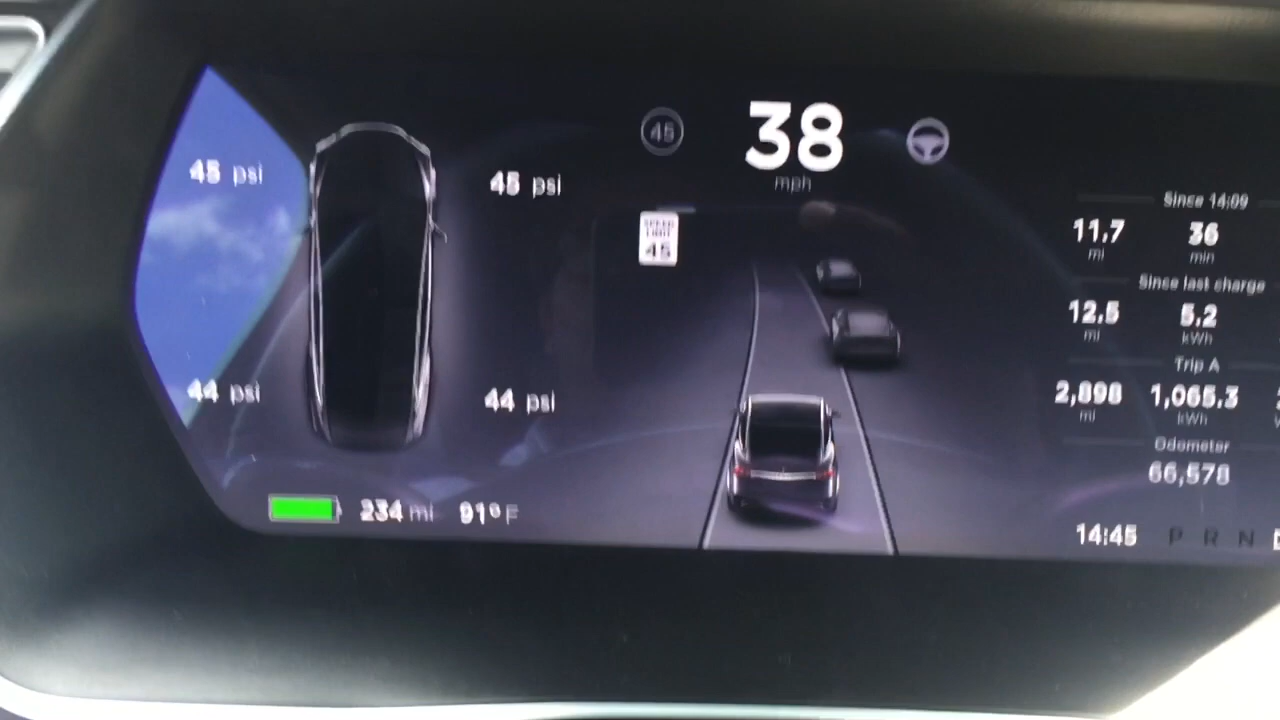 45 psi
45 psi
44 psi
44 psi
234 mi 91°F
45
38
mph
SPEED
LIMIT
45
Since 14:09
11.7 36
mi min
Since last charge
12.5 5.2
mi kWh
Trip A
2,898 1,065.3
mi kWh
Odometer
66,578
14:45 P R N D